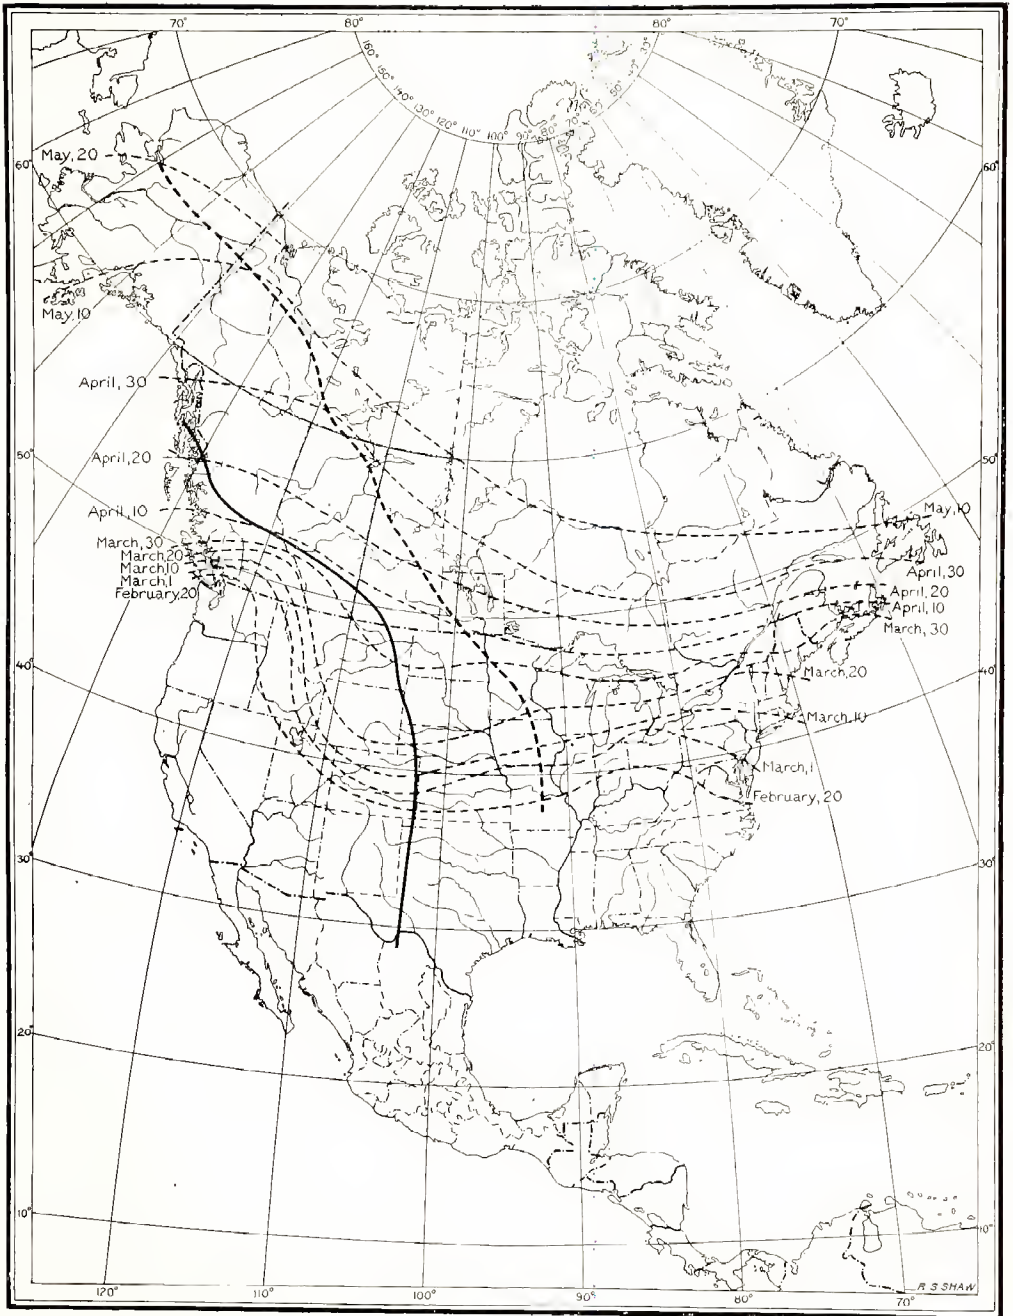 70° 80° 80° 70°
160° 150° 140° 130° 120° 110° 100° 90° 80° 70° 60° 50°
May, 20
60° 60°
May, 10
April, 30
50° 50°
April, 20
April, 10
May, 10
March, 30
March, 20
March, 10
March, 1
February, 20
April, 30
April, 20
April, 10
March, 30
40° 40°
March, 20
March, 10
March, 1
February, 20
30° 30°
20° 20°
10° 10°
R S SHAW
120° 110° 100° 90° 80° 70°